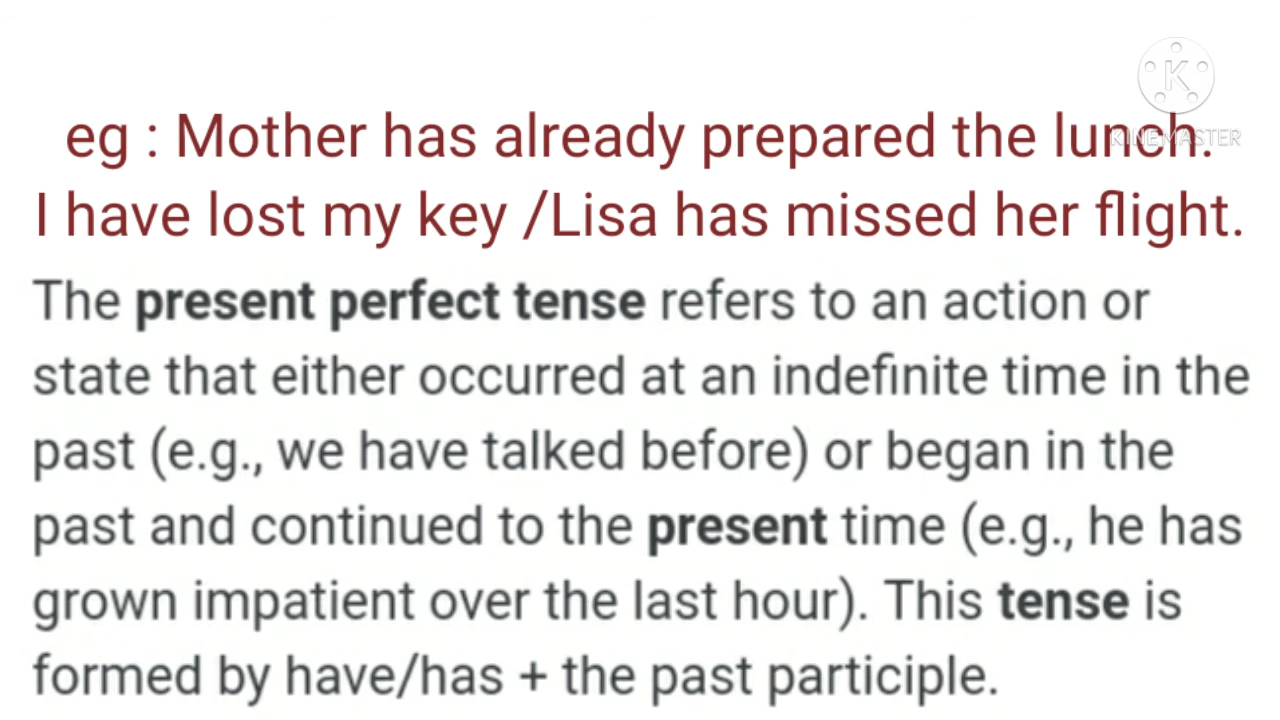 eg : Mother has already prepared the lunch.
KINEMASTER
I have lost my key /Lisa has missed her flight.
The present perfect tense refers to an action or
state that either occurred at an indefinite time in the
past (e.g., we have talked before) or began in the
past and continued to the present time (e.g., he has
grown impatient over the last hour). This tense is
formed by have/has + the past participle.